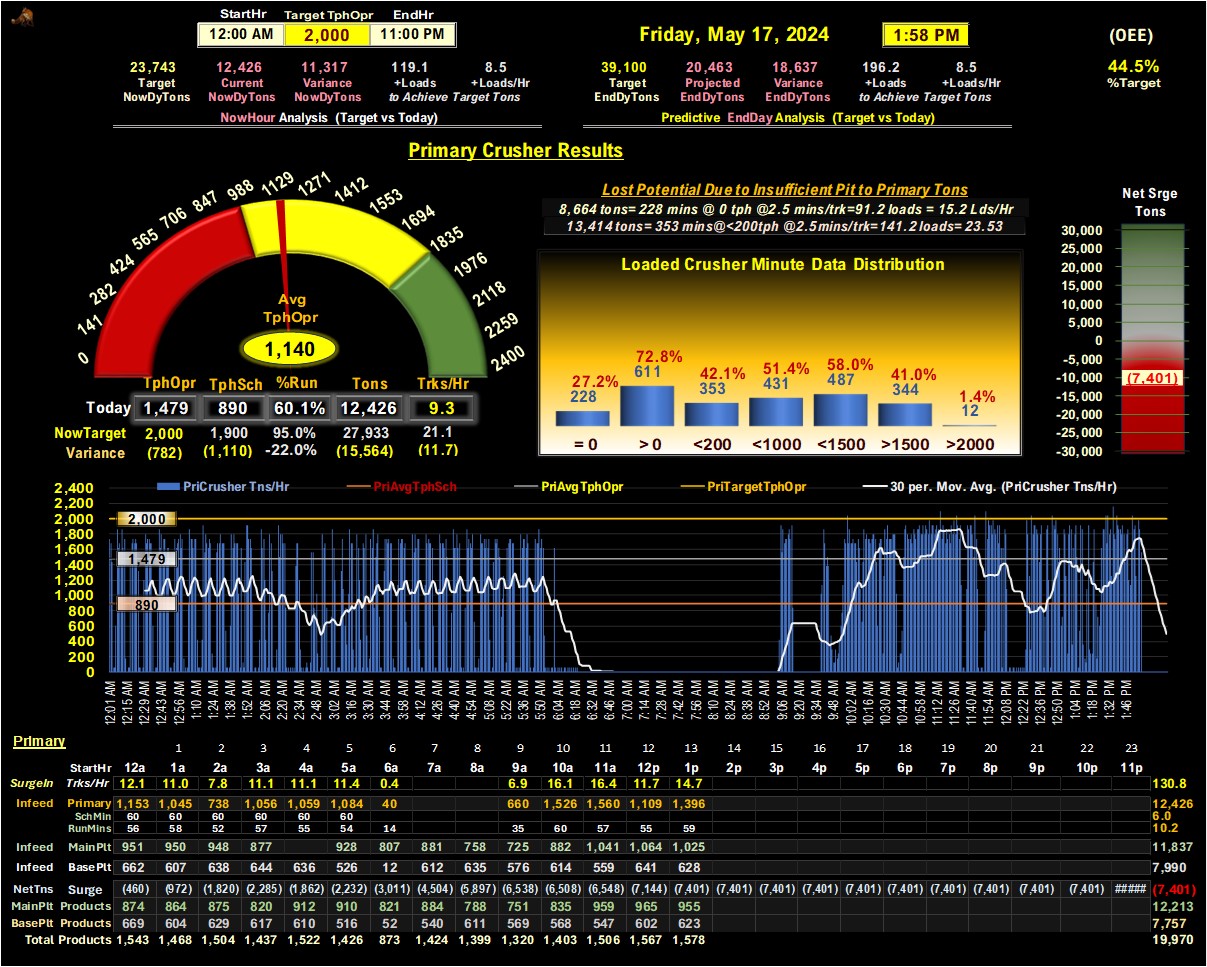 StartHr Target TphOpr EndHr
12:00 AM 2,000 11:00 PM
Friday, May 17, 2024 1:58 PM (OEE)
23,743 12,426 11,317 119.1 8.5 39,100 20,463 18,637 196.2 8.5 44.5%
Target Current Variance +Loads +Loads/Hr Target Projected Variance +Loads +Loads/Hr %Target
NowDyTons NowDyTons NowDyTons to Achieve Target Tons EndDyTons EndDyTons EndDyTons to Achieve Target Tons
NowHour Analysis (Target vs Today) Predictive EndDay Analysis (Target vs Today)
Primary Crusher Results
0 141 282 424 565 706 847 988 1129 1271 1412 1553 1694 1835 1976 2118 2259 2400
Avg
TphOpr
1,140
TphOpr TphSch %Run Tons Trks/Hr
Today 1,479 890 60.1% 12,426 9.3
NowTarget 2,000 1,900 95.0% 27,933 21.1
Variance (782) (1,110) -22.0% (15,564) (11.7)
Lost Potential Due to Insufficient Pit to Primary Tons
8,664 tons= 228 mins @ 0 tph @2.5 mins/trk=91.2 loads = 15.2 Lds/Hr
13,414 tons= 353 mins@<200tph @2.5mins/trk=141.2 loads= 23.53
Loaded Crusher Minute Data Distribution
27.2% 72.8% 42.1% 51.4% 58.0% 41.0% 1.4%
228 611 353 431 487 344 12
= 0 > 0 <200 <1000 <1500 >1500 >2000
Net Srge
Tons
30,000
25,000
20,000
15,000
10,000
5,000
0
-5,000
-10,000
(7,401)
-15,000
-20,000
-25,000
-30,000
PriCrusher Tns/Hr PriAvgTphSch PriAvgTphOpr PriTargetTphOpr 30 per. Mov. Avg. (PriCrusher Tns/Hr)
2,400
2,200
2,000
1,800
1,600
1,400
1,200
1,000
800
600
400
200
0
2,000
1,479
890
12:01 AM 12:15 AM 12:29 AM 12:43 AM 12:56 AM 1:10 AM 1:24 AM 1:38 AM 1:52 AM 2:06 AM 2:20 AM 2:34 AM 2:48 AM 3:02 AM 3:16 AM 3:30 AM 3:44 AM 3:58 AM 4:12 AM 4:26 AM 4:40 AM 4:54 AM 5:08 AM 5:22 AM 5:36 AM 5:50 AM 6:04 AM 6:18 AM 6:32 AM 6:46 AM 7:00 AM 7:14 AM 7:28 AM 7:42 AM 7:56 AM 8:10 AM 8:24 AM 8:38 AM 8:50 AM 9:06 AM 9:20 AM 9:34 AM 9:48 AM 10:02 AM 10:16 AM 10:30 AM 10:44 AM 10:58 AM 11:12 AM 11:26 AM 11:40 AM 11:54 AM 12:08 PM 12:22 PM 12:36 PM 12:50 PM 1:04 PM 1:18 PM 1:32 PM 1:46 PM
Primary
1 2 3 4 5 6 7 8 9 10 11 12 13 14 15 16 17 18 19 20 21 22 23
StartHr 12a 1a 2a 3a 4a 5a 6a 7a 8a 9a 10a 11a 12p 1p 2p 3p 4p 5p 6p 7p 8p 9p 10p 11p
SurgeIn Trks/Hr 12.1 11.0 7.8 11.1 11.1 11.4 0.4 6.9 16.1 16.4 11.7 14.7 130.8
Infeed Primary 1,153 1,045 738 1,056 1,059 1,084 40 660 1,526 1,560 1,109 1,396 12,426
SchMin 60 60 60 60 60 60 6.0
RunMins 56 58 52 57 55 54 14 35 60 57 55 59 10.2
Infeed MainPlt 951 950 948 877 928 807 881 758 725 882 1,041 1,064 1,025 11,837
Infeed BasePlt 662 607 638 644 636 526 12 612 635 576 614 559 641 628 7,990
NetTns Surge (460) (972) (1,820) (2,285) (1,862) (2,232) (3,011) (4,504) (5,897) (6,538) (6,508) (6,548) (7,144) (7,401) (7,401) (7,401) (7,401) (7,401) (7,401) (7,401) (7,401) (7,401) (7,401) ##### (7,401)
MainPlt Products 874 864 875 820 912 910 821 884 788 751 835 959 965 955 12,213
BasePlt Products 669 604 629 617 610 516 52 540 611 569 568 547 602 623 7,757
Total Products 1,543 1,468 1,504 1,437 1,522 1,426 873 1,424 1,399 1,320 1,403 1,506 1,567 1,578 19,970